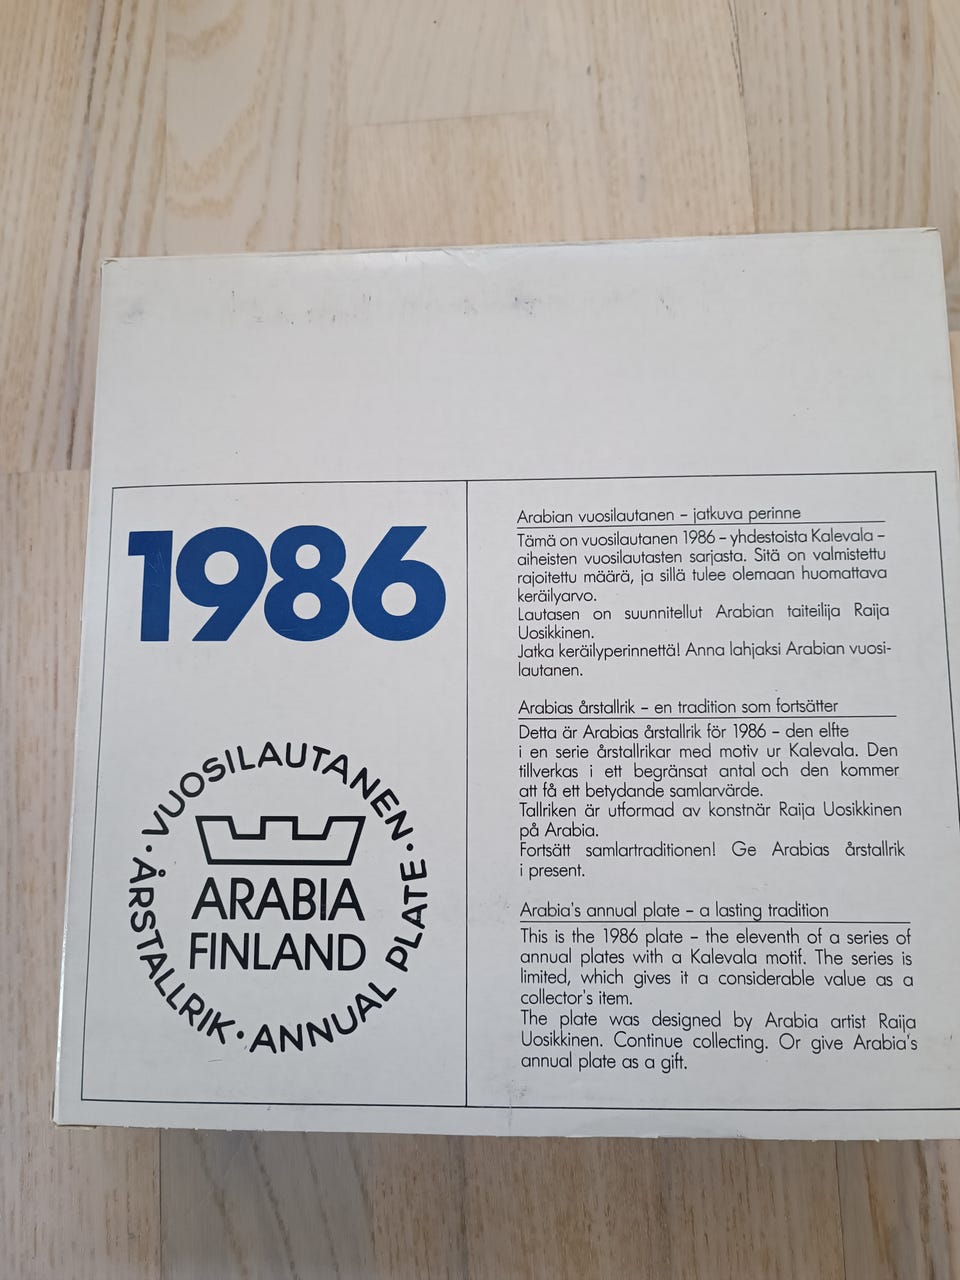 1986
VUOSILAUTANEN · ANNUAL PLATE · ÅRSTALLRIK ·
ARABIA
FINLAND
Arabian vuosilautanen – jatkuva perinne
Tämä on vuosilautanen 1986 – yhdestoista Kalevala –
aiheisten vuosilautasten sarjasta. Sitä on valmistettu
rajoitettu määrä, ja sillä tulee olemaan huomattava
keräilyarvo.
Lautasen on suunnitellut Arabian taiteilija Raija
Uosikkinen.
Jatka keräilyperinnettä! Anna lahjaksi Arabian vuosi-
lautanen.
Arabias årstallrik – en tradition som fortsätter
Detta är Arabias årstallrik för 1986 – den elfte
i en serie årstallrikar med motiv ur Kalevala. Den
tillverkas i ett begränsat antal och den kommer
att få ett betydande samlarvärde.
Tallriken är utformad av konstnär Raija Uosikkinen
på Arabia.
Fortsätt samlartraditionen! Ge Arabias årstallrik
i present.
Arabia's annual plate – a lasting tradition
This is the 1986 plate – the eleventh of a series of
annual plates with a Kalevala motif. The series is
limited, which gives it a considerable value as a
collector's item.
The plate was designed by Arabia artist Raija
Uosikkinen. Continue collecting. Or give Arabia's
annual plate as a gift.